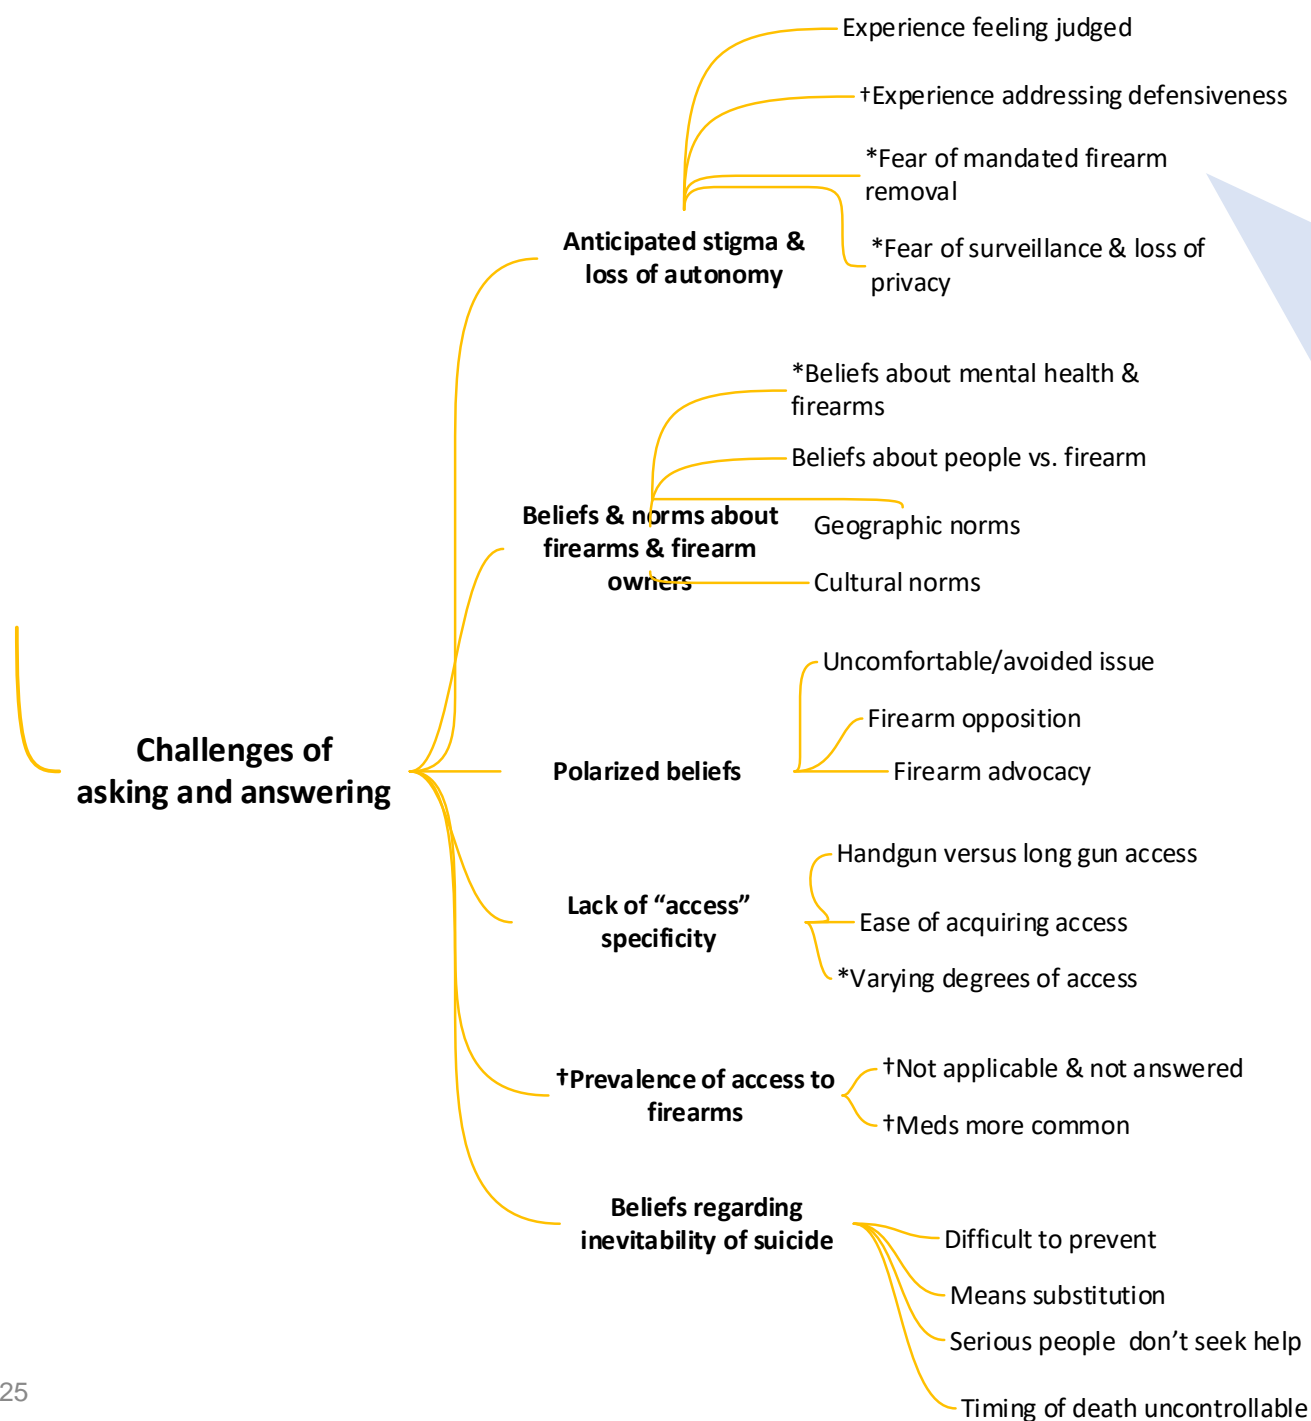 Experience feeling judged
†Experience addressing defensiveness
*Fear of mandated firearm
removal
Anticipated stigma &
loss of autonomy
*Fear of surveillance & loss of
privacy
*Beliefs about mental health &
firearms
Beliefs about people vs. firearm
Beliefs & norms about
firearms & firearm
owners
Geographic norms
Cultural norms
Uncomfortable/avoided issue
Firearm opposition
Challenges of
asking and answering
Polarized beliefs
Firearm advocacy
Handgun versus long gun access
Lack of “access”
specificity
Ease of acquiring access
*Varying degrees of access
†Prevalence of access to
firearms
†Not applicable & not answered
†Meds more common
Beliefs regarding
inevitability of suicide
Difficult to prevent
Means substitution
Serious people  don’t seek help
Timing of death uncontrollable
25